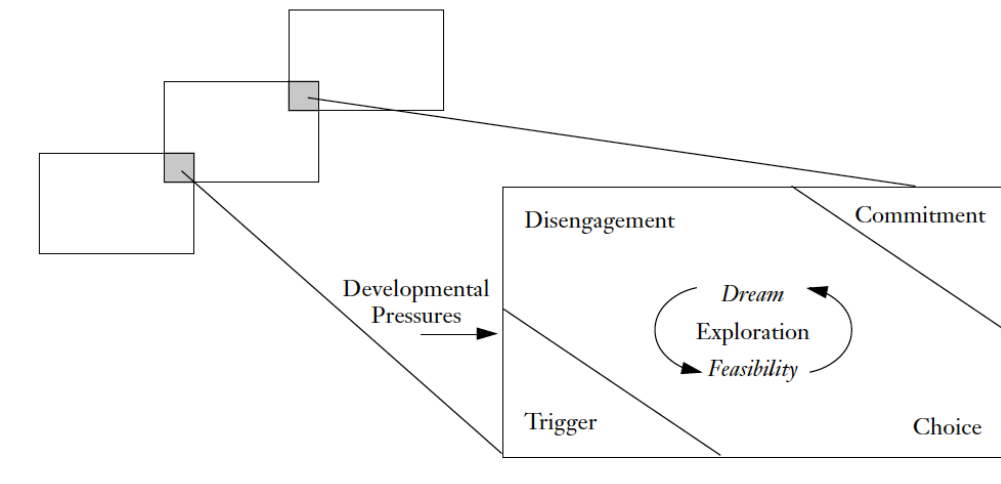 Disengagement
Commitment
Developmental
Pressures
Dream
Exploration
Feasibility
Trigger
Choice